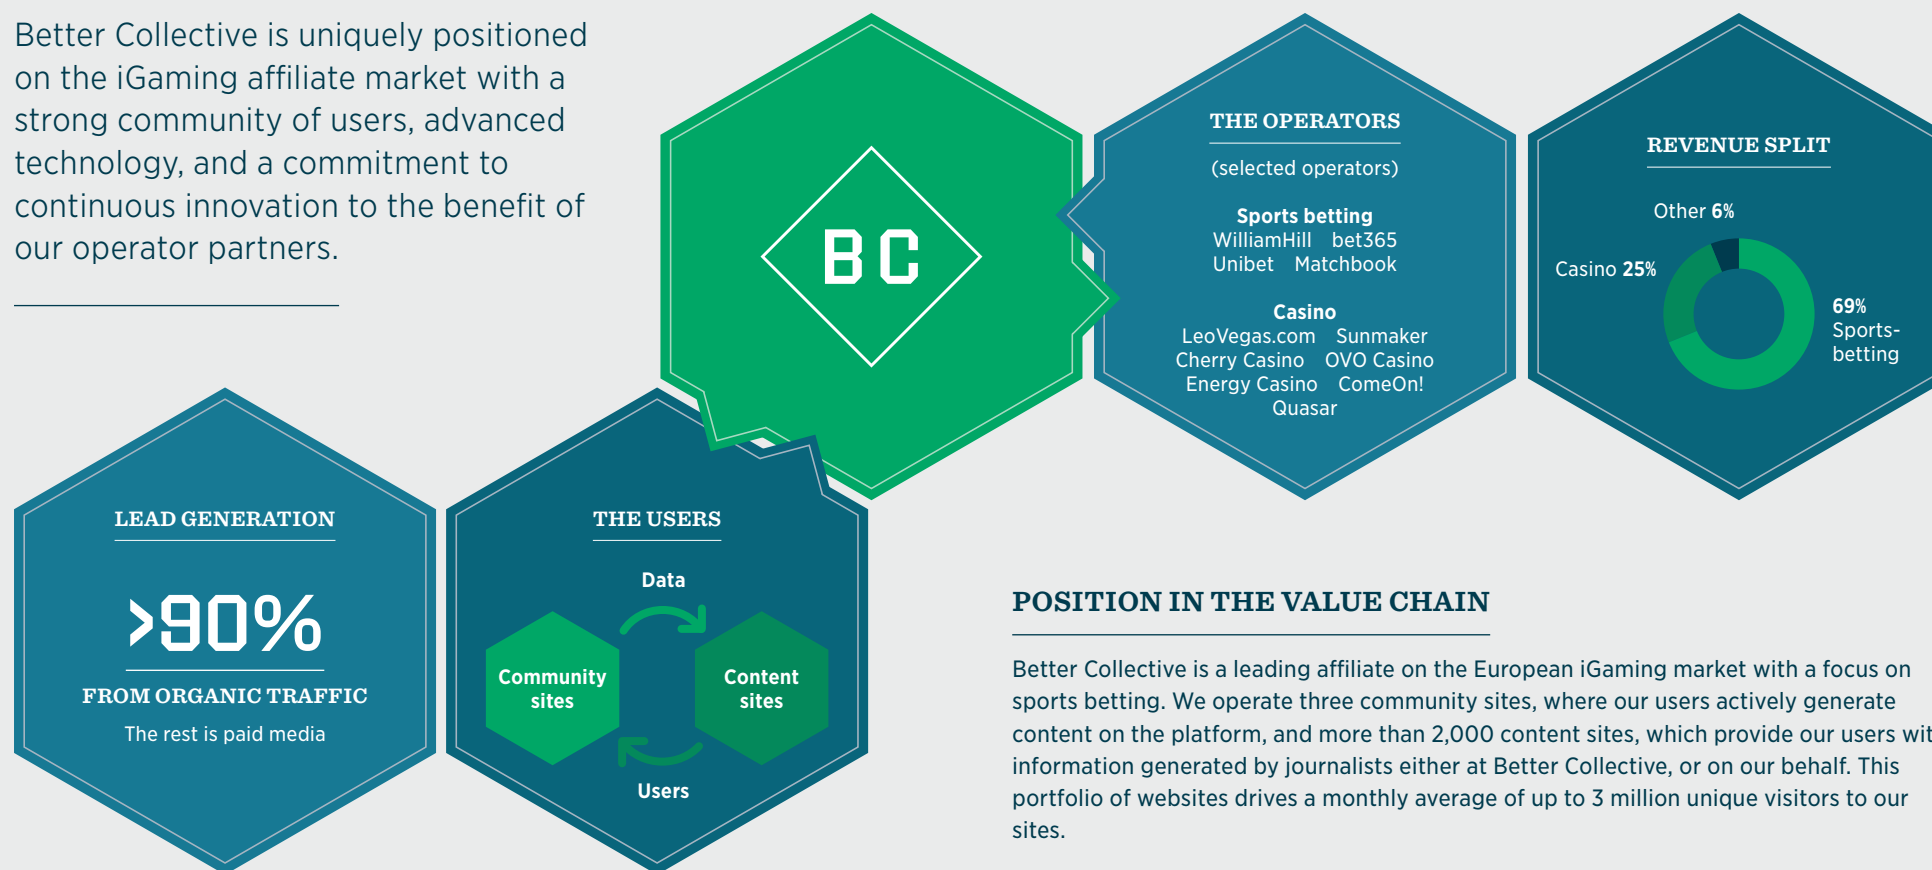 Better Collective is uniquely positioned
on the iGaming affiliate market with a
strong community of users, advanced
technology, and a commitment to
continuous innovation to the benefit of
our operator partners.
BC
THE OPERATORS
(selected operators)
Sports betting
WilliamHill bet365
Unibet Matchbook
Casino
LeoVegas.com Sunmaker
Cherry Casino OVO Casino
Energy Casino ComeOn!
Quasar
REVENUE SPLIT
Other 6%
Casino 25%
69%
Sports-
betting
LEAD GENERATION
>90%
FROM ORGANIC TRAFFIC
The rest is paid media
THE USERS
Data
Community
sites
Content
sites
Users
POSITION IN THE VALUE CHAIN
Better Collective is a leading affiliate on the European iGaming market with a focus on
sports betting. We operate three community sites, where our users actively generate
content on the platform, and more than 2,000 content sites, which provide our users wit
information generated by journalists either at Better Collective, or on our behalf. This
portfolio of websites drives a monthly average of up to 3 million unique visitors to our
sites.